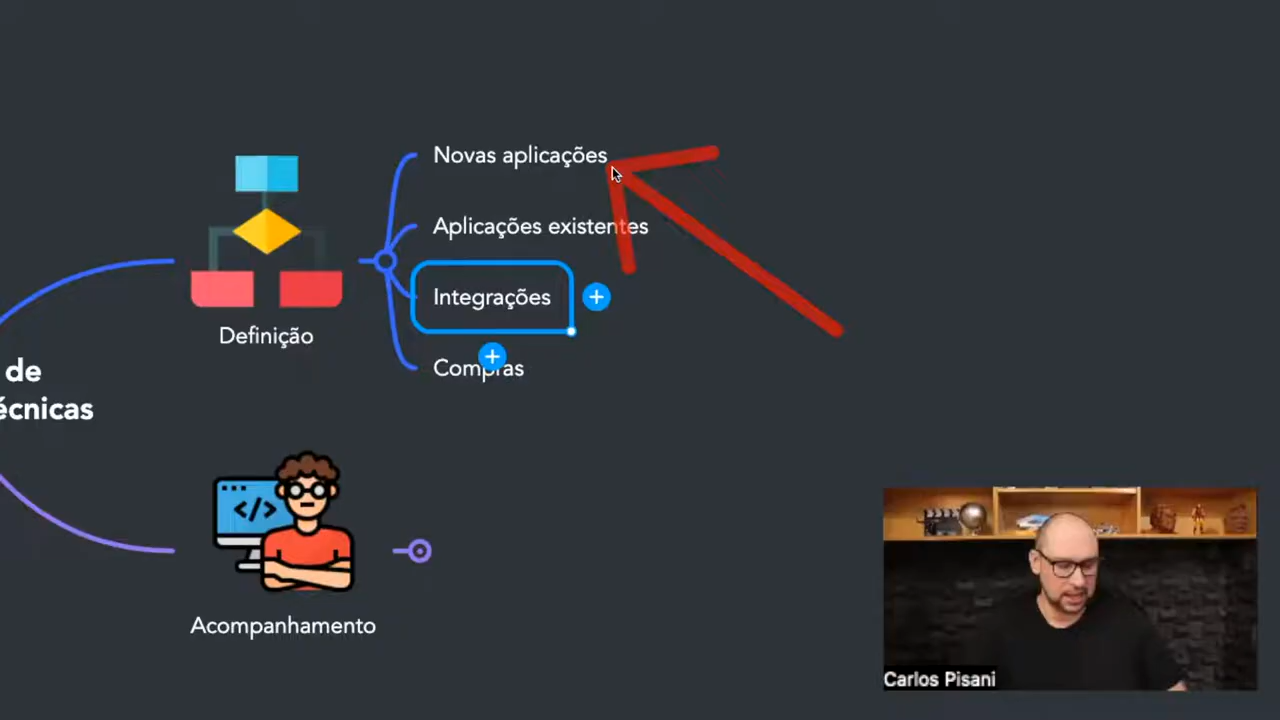 Novas aplicações
Aplicações existentes
Integrações
Compras
Definição
de
écnicas
</>
Acompanhamento
Carlos Pisani